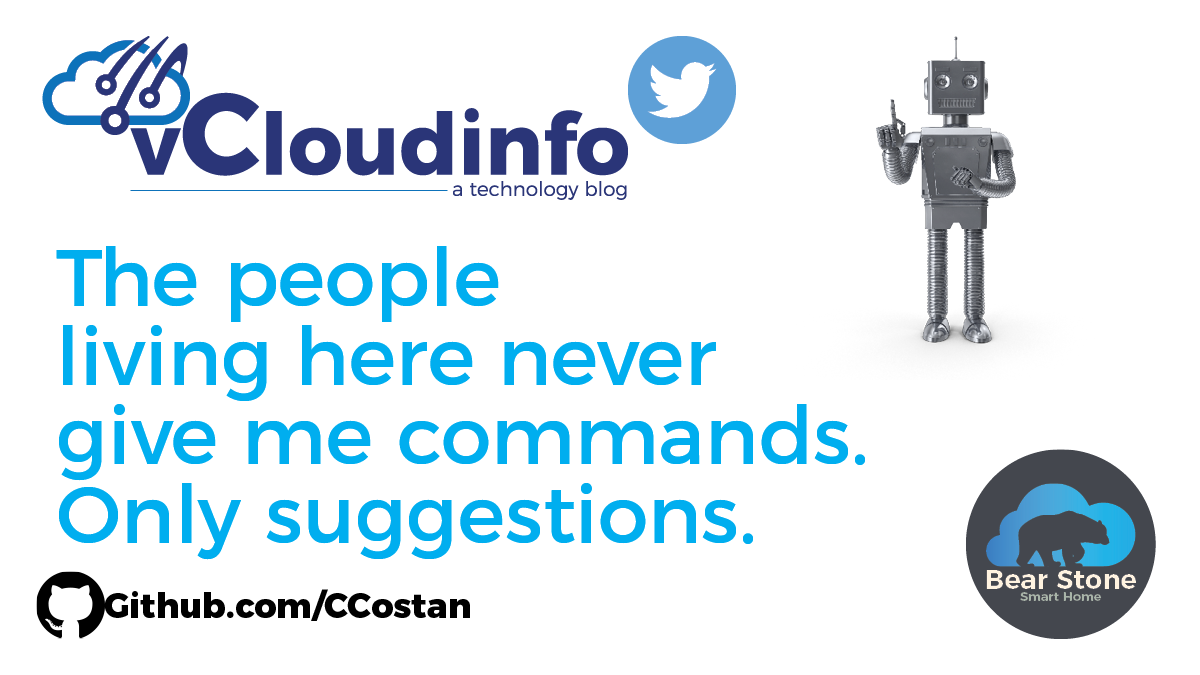 vCloudinfo
a technology blog
The people
living here never
give me commands.
Only suggestions.
Github.com/CCostan
Bear Stone
Smart Home